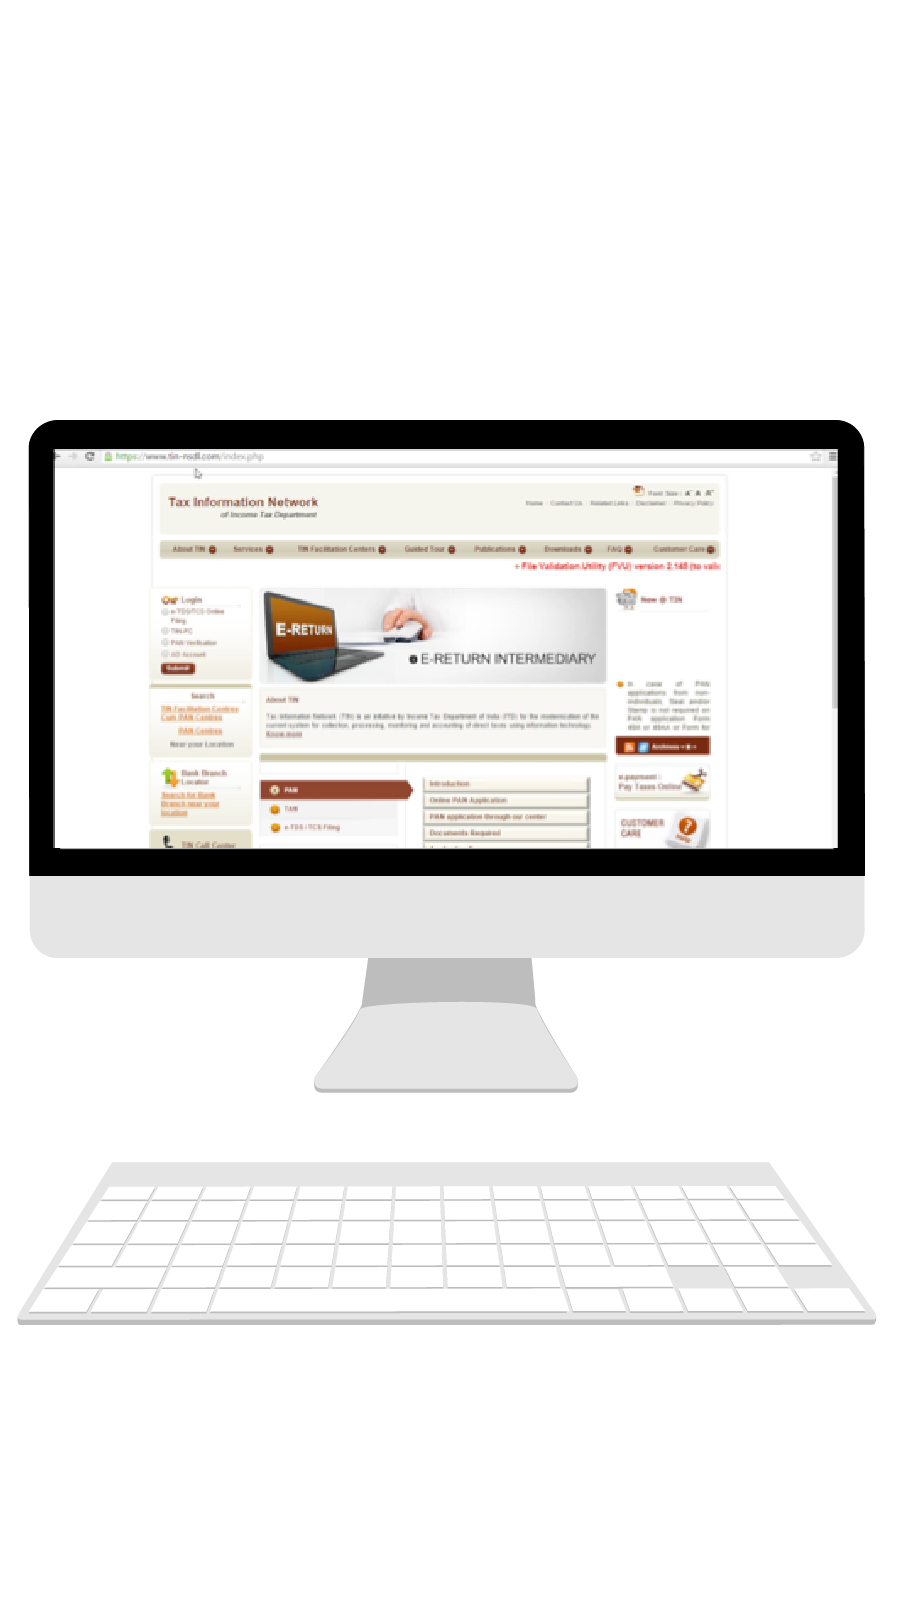 https://www.tin-nsdl.com/index.php
Font Size : A- A A+
Tax Information Network
of Income Tax Department
Home Contact Us Related Links Disclaimer Privacy Policy
About TIN Services TIN Facilitation Centers Guided Tour Publications Downloads FAQ Customer Care
File Validation Utility (FVU) version 2.145 (to
Login
e-TDS/TCS Online
Filing
TIN-FC
PAN Verification
AO Account
Submit
Search
TIN Facilitation Centres
Cum PAN Centres
PAN Centres
Near your Location
Bank Branch
Locator
Search for Bank
Branch near your
location
TIN Call Center
E-RETURN
E-RETURN INTERMEDIARY
About TIN
Tax Information Network (TIN) is an initiative by Income Tax Department of India (ITD) for the modernization of the
current system for collection, processing, monitoring and accounting of direct taxes using information technology.
Know more
PAN
TAN
e-TDS / TCS Filing
Introduction
Online PAN Application
PAN application through our center
Documents Required
New @ TIN
In case of PAN
applications from non-
individuals, Seal and/or
Stamp is not required on
PAN application Form
49A or 49AA or Form for
Archives
e-payment :
Pay Taxes Online
CUSTOMER
CARE